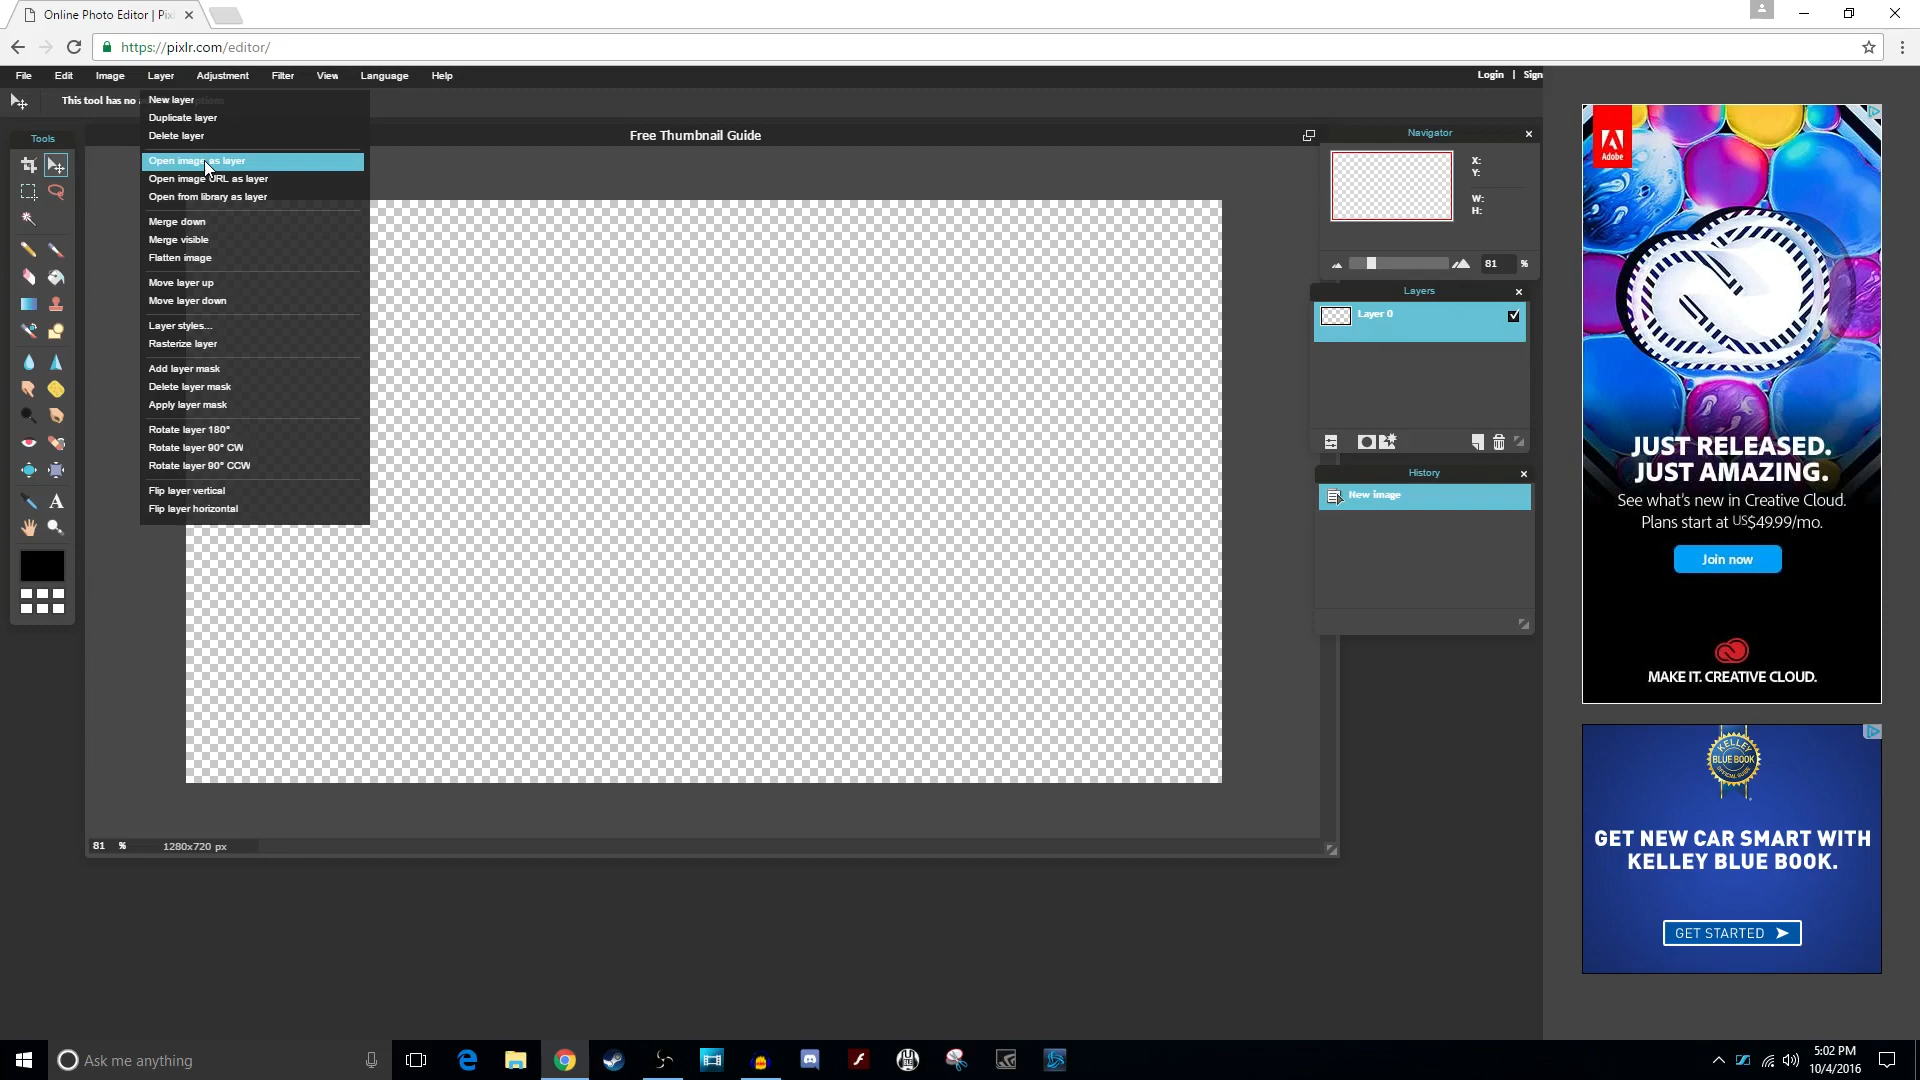 Online Photo Editor | Pix
https://pixlr.com/editor/
File Edit Image Layer Adjustment Filter View Language Help
Login | Sign
This tool has no
Free Thumbnail Guide
Tools
New layer
Duplicate layer
Delete layer
Open image as layer
Open image URL as layer
Open from library as layer
Merge down
Merge visible
Flatten image
Move layer up
Move layer down
Layer styles...
Rasterize layer
Add layer mask
Delete layer mask
Apply layer mask
Rotate layer 180°
Rotate layer 90° CW
Rotate layer 90° CCW
Flip layer vertical
Flip layer horizontal
A
81 % 1280x720 px
Navigator
X:
Y:
W:
H:
81 %
Layers
Layer 0
History
New image
Adobe
JUST RELEASED.
JUST AMAZING.
See what's new in Creative Cloud.
Plans start at US$49.99/mo.
Join now
MAKE IT. CREATIVE CLOUD.
KELLEY
BLUE BOOK
OFFICIAL GUIDE
GET NEW CAR SMART WITH
KELLEY BLUE BOOK.
GET STARTED
Ask me anything
5:02 PM
10/4/2016